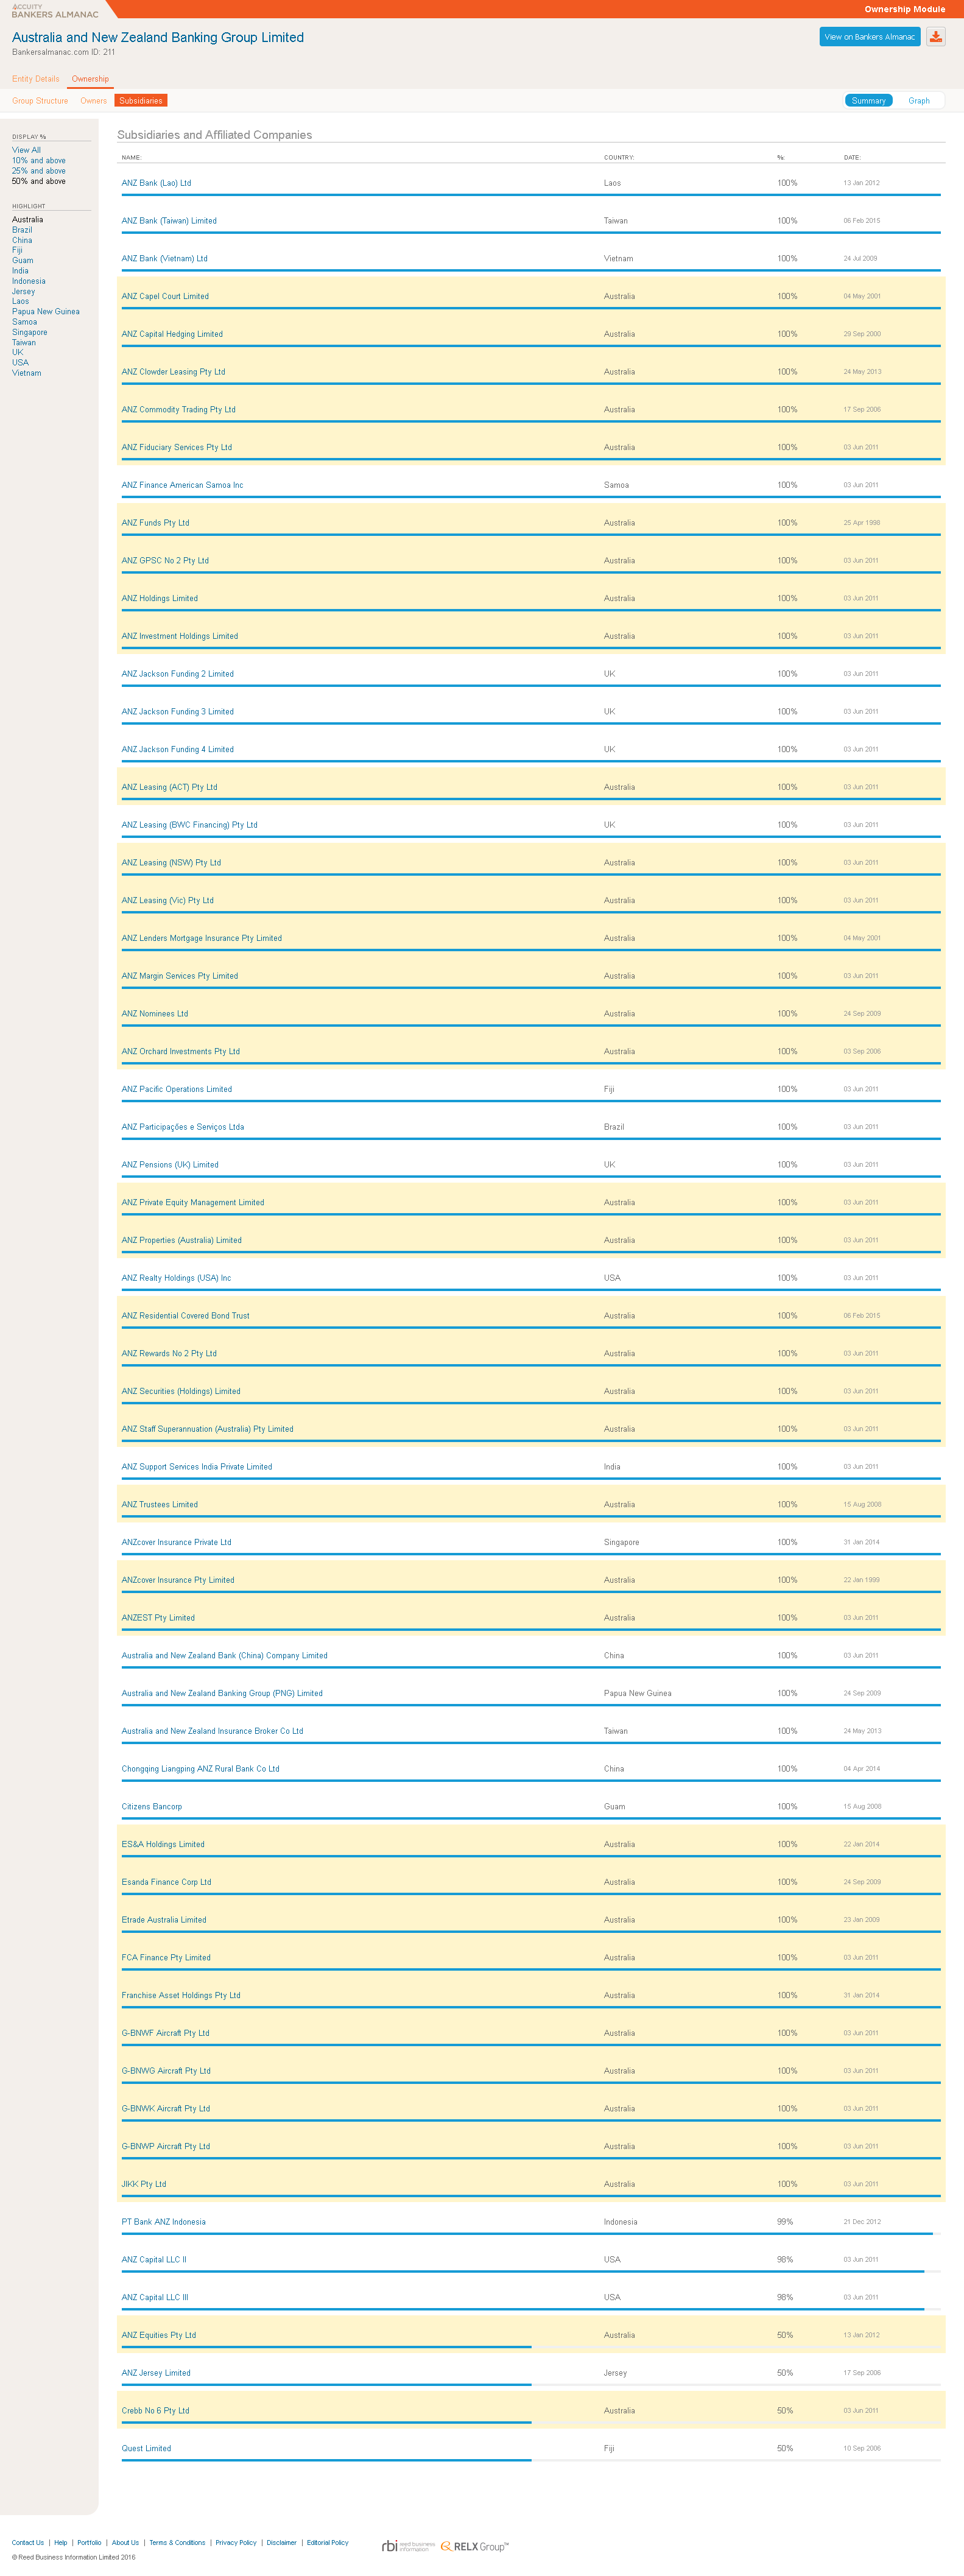 ACCUITY
BANKERS ALMANAC
Ownership Module
Australia and New Zealand Banking Group Limited
View on Bankers Almanac
Bankersalmanac.com ID: 211
Entity Details Ownership
Group Structure Owners Subsidiaries Summary Graph
DISPLAY %
View All
10% and above
25% and above
50% and above
HIGHLIGHT
Australia
Brazil
China
Fiji
Guam
India
Indonesia
Jersey
Laos
Papua New Guinea
Samoa
Singapore
Taiwan
UK
USA
Vietnam
Subsidiaries and Affiliated Companies
NAME: COUNTRY: %: DATE:
ANZ Bank (Lao) Ltd Laos 100% 13 Jan 2012
ANZ Bank (Taiwan) Limited Taiwan 100% 06 Feb 2015
ANZ Bank (Vietnam) Ltd Vietnam 100% 24 Jul 2009
ANZ Capel Court Limited Australia 100% 04 May 2001
ANZ Capital Hedging Limited Australia 100% 29 Sep 2000
ANZ Clowder Leasing Pty Ltd Australia 100% 24 May 2013
ANZ Commodity Trading Pty Ltd Australia 100% 17 Sep 2006
ANZ Fiduciary Services Pty Ltd Australia 100% 03 Jun 2011
ANZ Finance American Samoa Inc Samoa 100% 03 Jun 2011
ANZ Funds Pty Ltd Australia 100% 25 Apr 1998
ANZ GPSC No 2 Pty Ltd Australia 100% 03 Jun 2011
ANZ Holdings Limited Australia 100% 03 Jun 2011
ANZ Investment Holdings Limited Australia 100% 03 Jun 2011
ANZ Jackson Funding 2 Limited UK 100% 03 Jun 2011
ANZ Jackson Funding 3 Limited UK 100% 03 Jun 2011
ANZ Jackson Funding 4 Limited UK 100% 03 Jun 2011
ANZ Leasing (ACT) Pty Ltd Australia 100% 03 Jun 2011
ANZ Leasing (BWC Financing) Pty Ltd UK 100% 03 Jun 2011
ANZ Leasing (NSW) Pty Ltd Australia 100% 03 Jun 2011
ANZ Leasing (Vic) Pty Ltd Australia 100% 03 Jun 2011
ANZ Lenders Mortgage Insurance Pty Limited Australia 100% 04 May 2001
ANZ Margin Services Pty Limited Australia 100% 03 Jun 2011
ANZ Nominees Ltd Australia 100% 24 Sep 2009
ANZ Orchard Investments Pty Ltd Australia 100% 03 Sep 2006
ANZ Pacific Operations Limited Fiji 100% 03 Jun 2011
ANZ Participações e Serviços Ltda Brazil 100% 03 Jun 2011
ANZ Pensions (UK) Limited UK 100% 03 Jun 2011
ANZ Private Equity Management Limited Australia 100% 03 Jun 2011
ANZ Properties (Australia) Limited Australia 100% 03 Jun 2011
ANZ Realty Holdings (USA) Inc USA 100% 03 Jun 2011
ANZ Residential Covered Bond Trust Australia 100% 06 Feb 2015
ANZ Rewards No 2 Pty Ltd Australia 100% 03 Jun 2011
ANZ Securities (Holdings) Limited Australia 100% 03 Jun 2011
ANZ Staff Superannuation (Australia) Pty Limited Australia 100% 03 Jun 2011
ANZ Support Services India Private Limited India 100% 03 Jun 2011
ANZ Trustees Limited Australia 100% 15 Aug 2008
ANZcover Insurance Private Ltd Singapore 100% 31 Jan 2014
ANZcover Insurance Pty Limited Australia 100% 22 Jan 1999
ANZEST Pty Limited Australia 100% 03 Jun 2011
Australia and New Zealand Bank (China) Company Limited China 100% 03 Jun 2011
Australia and New Zealand Banking Group (PNG) Limited Papua New Guinea 100% 24 Sep 2009
Australia and New Zealand Insurance Broker Co Ltd Taiwan 100% 24 May 2013
Chongqing Liangping ANZ Rural Bank Co Ltd China 100% 04 Apr 2014
Citizens Bancorp Guam 100% 15 Aug 2008
ES&A Holdings Limited Australia 100% 22 Jan 2014
Esanda Finance Corp Ltd Australia 100% 24 Sep 2009
Etrade Australia Limited Australia 100% 23 Jan 2009
FCA Finance Pty Limited Australia 100% 03 Jun 2011
Franchise Asset Holdings Pty Ltd Australia 100% 31 Jan 2014
G-BNWF Aircraft Pty Ltd Australia 100% 03 Jun 2011
G-BNWG Aircraft Pty Ltd Australia 100% 03 Jun 2011
G-BNWK Aircraft Pty Ltd Australia 100% 03 Jun 2011
G-BNWP Aircraft Pty Ltd Australia 100% 03 Jun 2011
JIKK Pty Ltd Australia 100% 03 Jun 2011
PT Bank ANZ Indonesia Indonesia 99% 21 Dec 2012
ANZ Capital LLC II USA 98% 03 Jun 2011
ANZ Capital LLC III USA 98% 03 Jun 2011
ANZ Equities Pty Ltd Australia 50% 13 Jan 2012
ANZ Jersey Limited Jersey 50% 17 Sep 2006
Crebb No 6 Pty Ltd Australia 50% 03 Jun 2011
Quest Limited Fiji 50% 10 Sep 2006
Contact Us | Help | Portfolio | About Us | Terms & Conditions | Privacy Policy | Disclaimer | Editorial Policy
© Reed Business Information Limited 2016
rbi reed business information RELX Group™